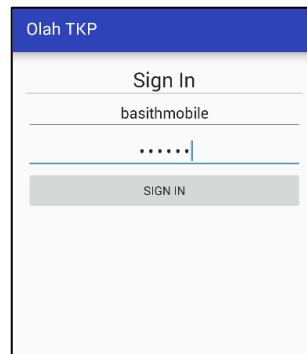 Olah TKP
Sign In
basithmobile
••••••
SIGN IN